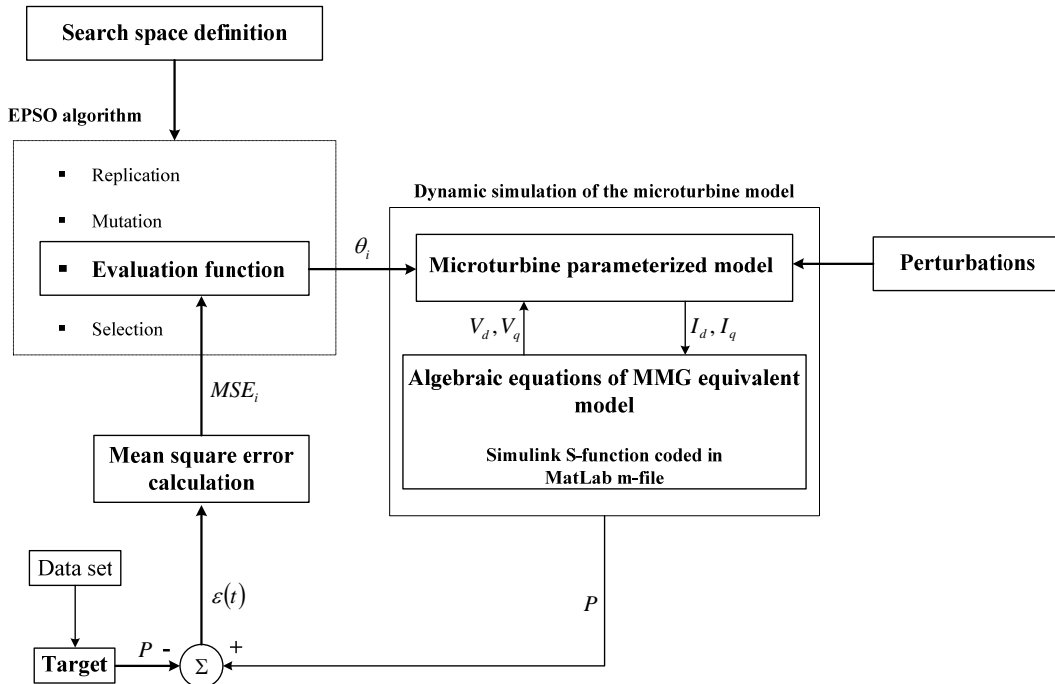 Search space definition
EPSO algorithm
▪ Replication
▪ Mutation
▪ Evaluation function
▪ Selection
θi
Dynamic simulation of the microturbine model
Microturbine parameterized model
Perturbations
Vd, Vq
Id, Iq
Algebraic equations of MMG equivalent
model
Simulink S-function coded in
MatLab m-file
MSEi
Mean square error
calculation
Data set
ε(t)
P
Target
P -
Σ
+